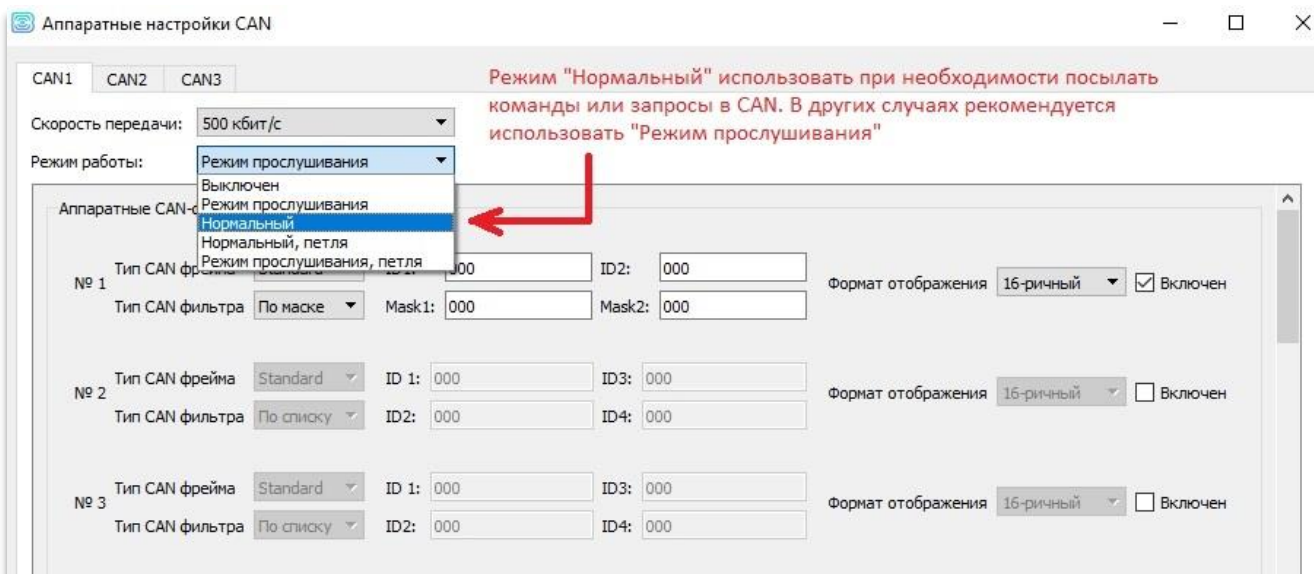 Аппаратные настройки CAN
CAN1 CAN2 CAN3
Режим "Нормальный" использовать при необходимости посылать
команды или запросы в CAN. В других случаях рекомендуется
использовать "Режим прослушивания"
Скорость передачи: 500 кбит/с
Режим работы: Режим прослушивания
Выключен
Режим прослушивания
Нормальный
Нормальный, петля
Режим прослушивания, петля
Аппаратные CAN-
№ 1 Тип CAN фрейма 000 ID2: 000
Тип CAN фильтра По маске Mask1: 000 Mask2: 000
Формат отображения 16-ричный Включен
№ 2 Тип CAN фрейма Standard ID 1: 000 ID3: 000
Тип CAN фильтра По списку ID2: 000 ID4: 000
Формат отображения 16-ричный Включен
№ 3 Тип CAN фрейма Standard ID 1: 000 ID3: 000
Тип CAN фильтра По списку ID2: 000 ID4: 000
Формат отображения 16-ричный Включен